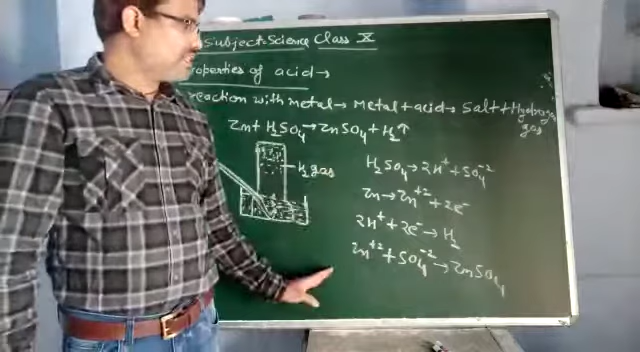 Subject:- Science Class X
roperties of acid→
reaction with metal→ Metal + acid→ Salt + Hydrogen gas
Zn + H₂SO₄→ ZnSO₄ + H₂↑
H₂ gas
H₂SO₄→ 2H⁺ + SO₄⁻²
Zn → Zn⁺² + 2e⁻
2H⁺ + 2e⁻ → H₂
Zn⁺² + SO₄⁻² → ZnSO₄